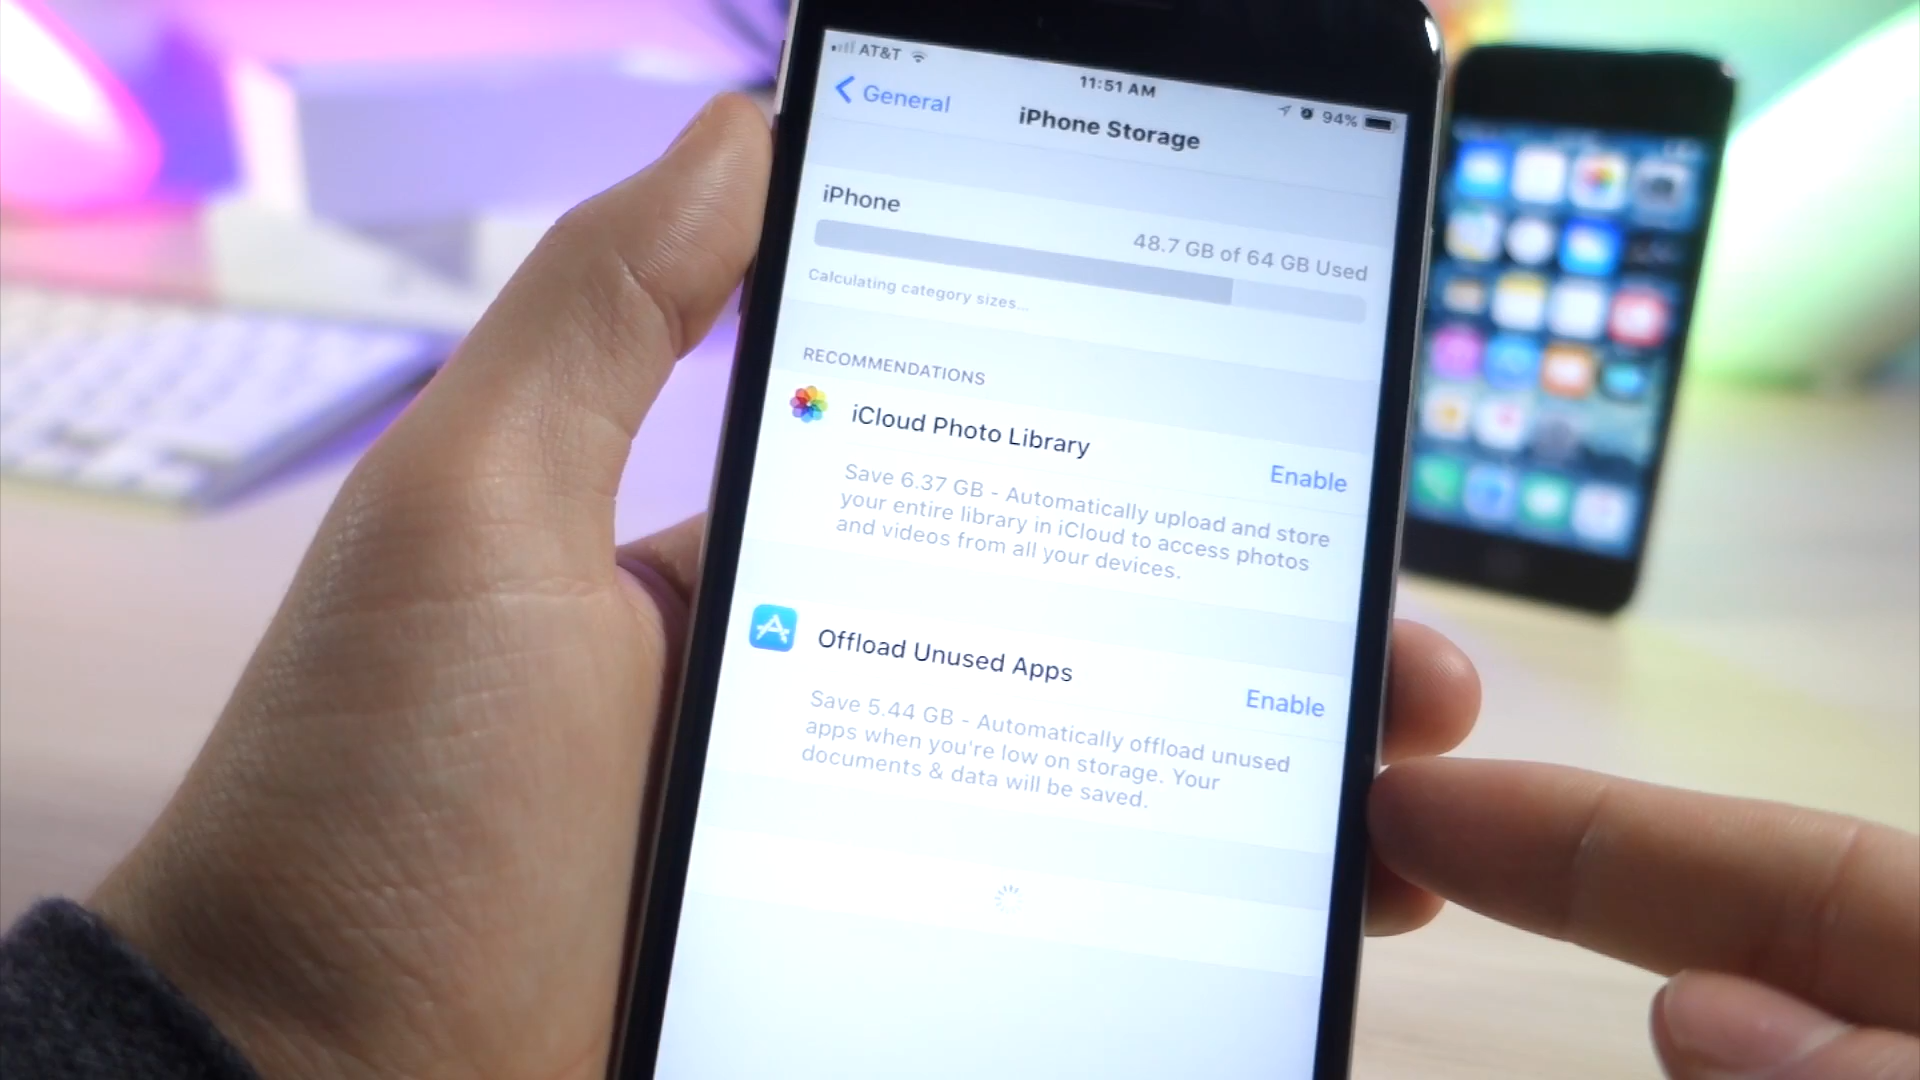 AT&T
11:51 AM
94%
General
iPhone Storage
iPhone
48.7 GB of 64 GB Used
Calculating category sizes...
RECOMMENDATIONS
iCloud Photo Library
Enable
Save 6.37 GB - Automatically upload and store
your entire library in iCloud to access photos
and videos from all your devices.
Offload Unused Apps
Enable
Save 5.44 GB - Automatically offload unused
apps when you're low on storage. Your
documents & data will be saved.